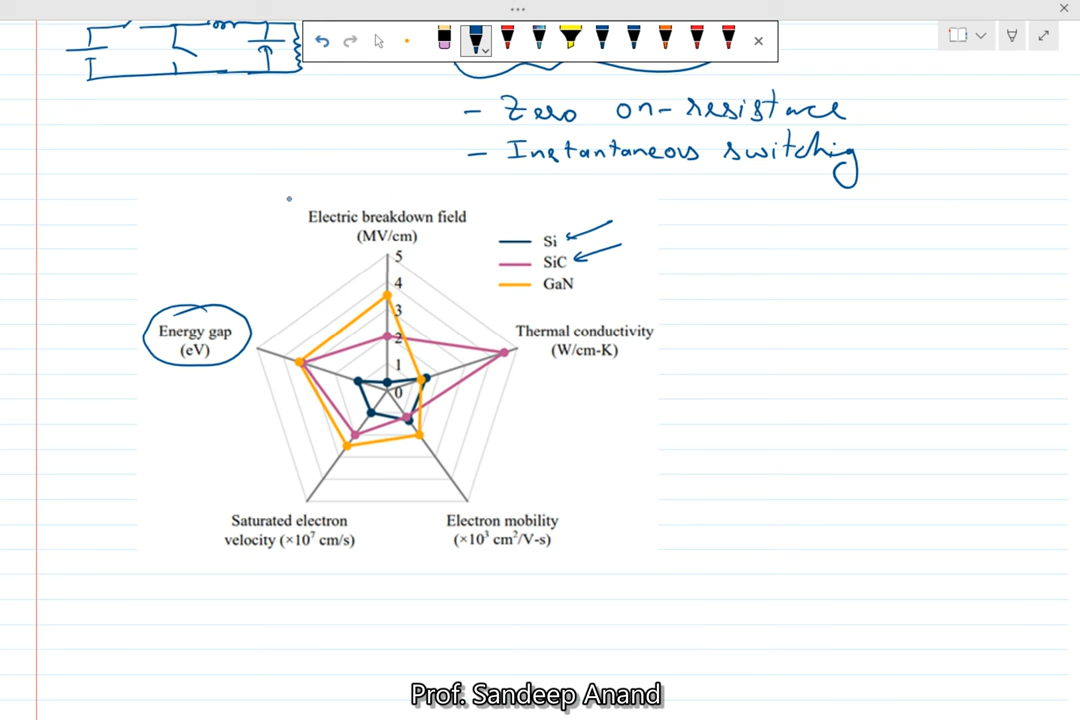 - Zero on-resistance
- Instantaneous switching
Electric breakdown field
(MV/cm)
5
4
3
2
1
0
Si
SiC
GaN
Energy gap
(eV)
Thermal conductivity
(W/cm-K)
Saturated electron
velocity (×10⁷ cm/s)
Electron mobility
(×10³ cm²/V-s)
Prof. Sandeep Anand